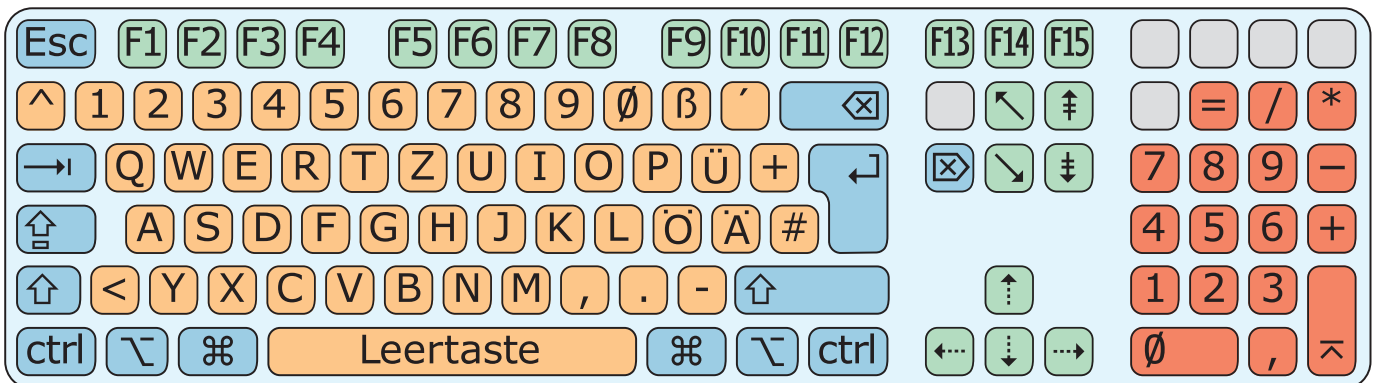 Esc F1 F2 F3 F4 F5 F6 F7 F8 F9 F10 F11 F12 F13 F14 F15
^ 1 2 3 4 5 6 7 8 9 Ø ß ´ ⌫ ↖ ⇞ = / *
⇥ Q W E R T Z U I O P Ü + ↵ ⌦ ↘ ⇟ 7 8 9 −
⇪ A S D F G H J K L Ö Ä # 4 5 6 +
⇧ < Y X C V B N M , . - ⇧ ⇡ 1 2 3
ctrl ⌥ ⌘ Leertaste ⌘ ⌥ ctrl ⇠ ⇣ ⇢ Ø , ⌅